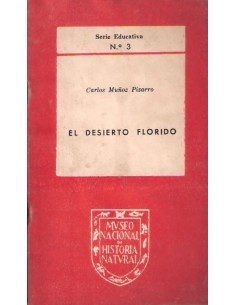 Serie Educativa
N.º 3
Carlos Muñoz Pizarro
EL DESIERTO FLORIDO
MVSEO
NACIONAL
DE
HISTORIA
NATVRAL